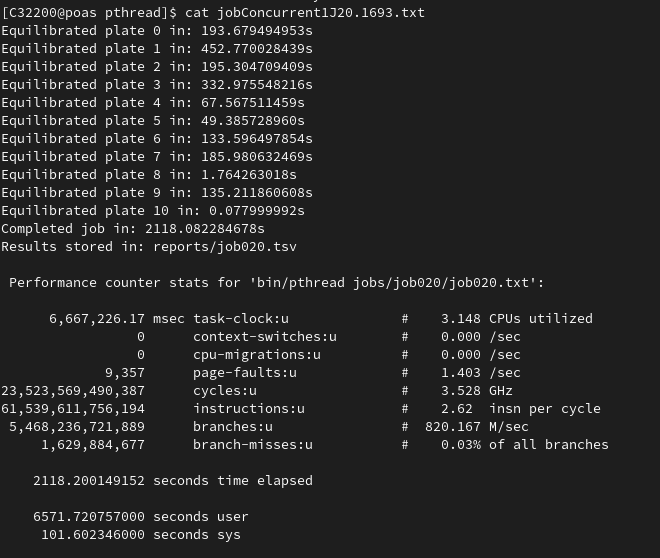 [C32200@poas pthread]$ cat jobConcurrent1J20.1693.txt
Equilibrated plate 0 in: 193.679494953s
Equilibrated plate 1 in: 452.770028439s
Equilibrated plate 2 in: 195.304709409s
Equilibrated plate 3 in: 332.975548216s
Equilibrated plate 4 in: 67.567511459s
Equilibrated plate 5 in: 49.385728960s
Equilibrated plate 6 in: 133.596497854s
Equilibrated plate 7 in: 185.980632469s
Equilibrated plate 8 in: 1.764263018s
Equilibrated plate 9 in: 135.211860608s
Equilibrated plate 10 in: 0.077999992s
Completed job in: 2118.082284678s
Results stored in: reports/job020.tsv
Performance counter stats for 'bin/pthread jobs/job020/job020.txt':
6,667,226.17 msec task-clock:u # 3.148 CPUs utilized
0 context-switches:u # 0.000 /sec
0 cpu-migrations:u # 0.000 /sec
9,357 page-faults:u # 1.403 /sec
23,523,569,490,387 cycles:u # 3.528 GHz
61,539,611,756,194 instructions:u # 2.62 insn per cycle
5,468,236,721,889 branches:u # 820.167 M/sec
1,629,884,677 branch-misses:u # 0.03% of all branches
2118.200149152 seconds time elapsed
6571.720757000 seconds user
101.602346000 seconds sys